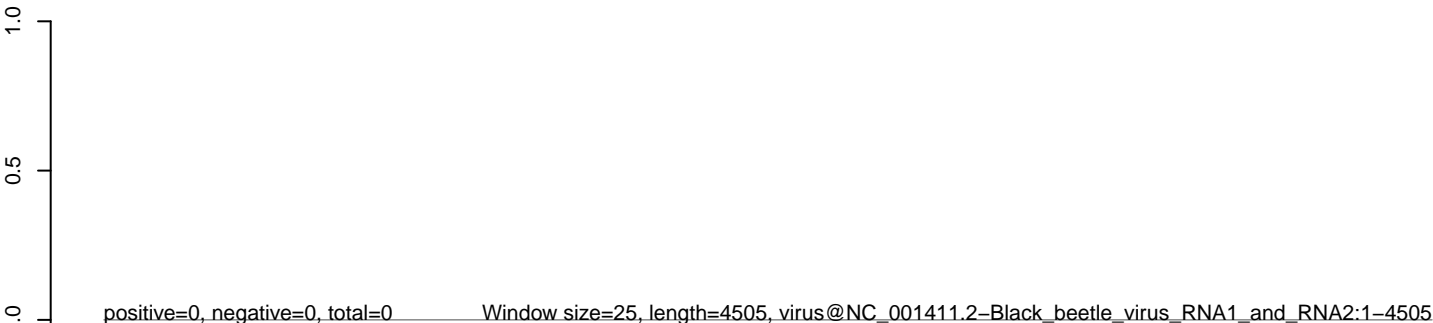 1.0
0.5
.0
positive=0, negative=0, total=0 Window size=25, length=4505, virus@NC_001411.2−Black_beetle_virus_RNA1_and_RNA2:1−4505